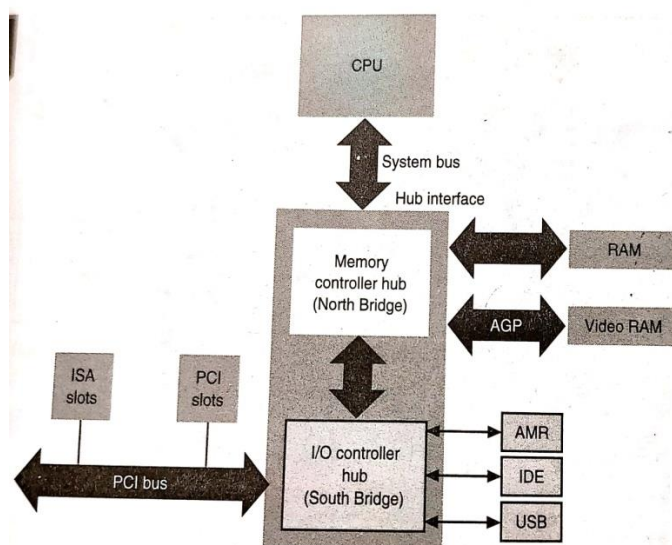 CPU
System bus
Hub interface
Memory
controller hub
(North Bridge)
RAM
AGP
Video RAM
ISA
slots
PCI
slots
I/O controller
hub
(South Bridge)
AMR
IDE
USB
PCI bus